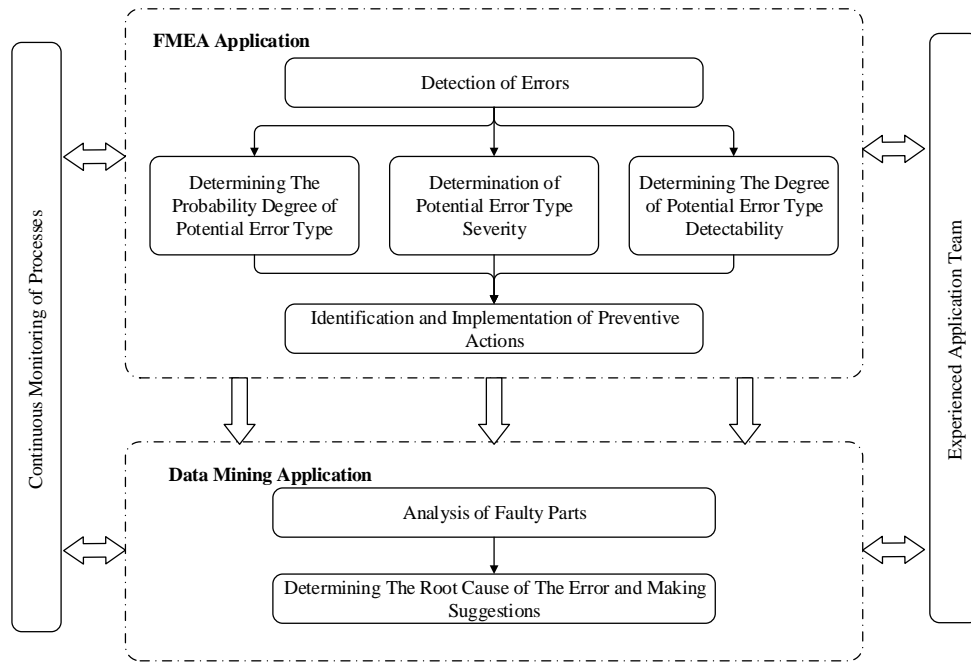 FMEA Application
Detection of Errors
Determining The
Probability Degree of
Potential Error Type
Determination of
Potential Error Type
Severity
Determining The Degree
of Potential Error Type
Detectability
Identification and Implementation of Preventive
Actions
Continuous Monitoring of Processes
Experienced Application Team
Data Mining Application
Analysis of Faulty Parts
Determining The Root Cause of The Error and Making
Suggestions